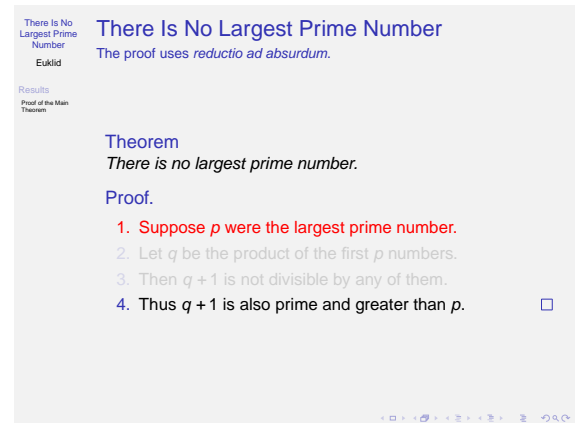 There Is No
Largest Prime
Number
Euklid
Results
Proof of the Main
Theorem
There Is No Largest Prime Number
The proof uses reductio ad absurdum.
Theorem
There is no largest prime number.
Proof.
1. Suppose p were the largest prime number.
2. Let q be the product of the first p numbers.
3. Then q + 1 is not divisible by any of them.
4. Thus q + 1 is also prime and greater than p.